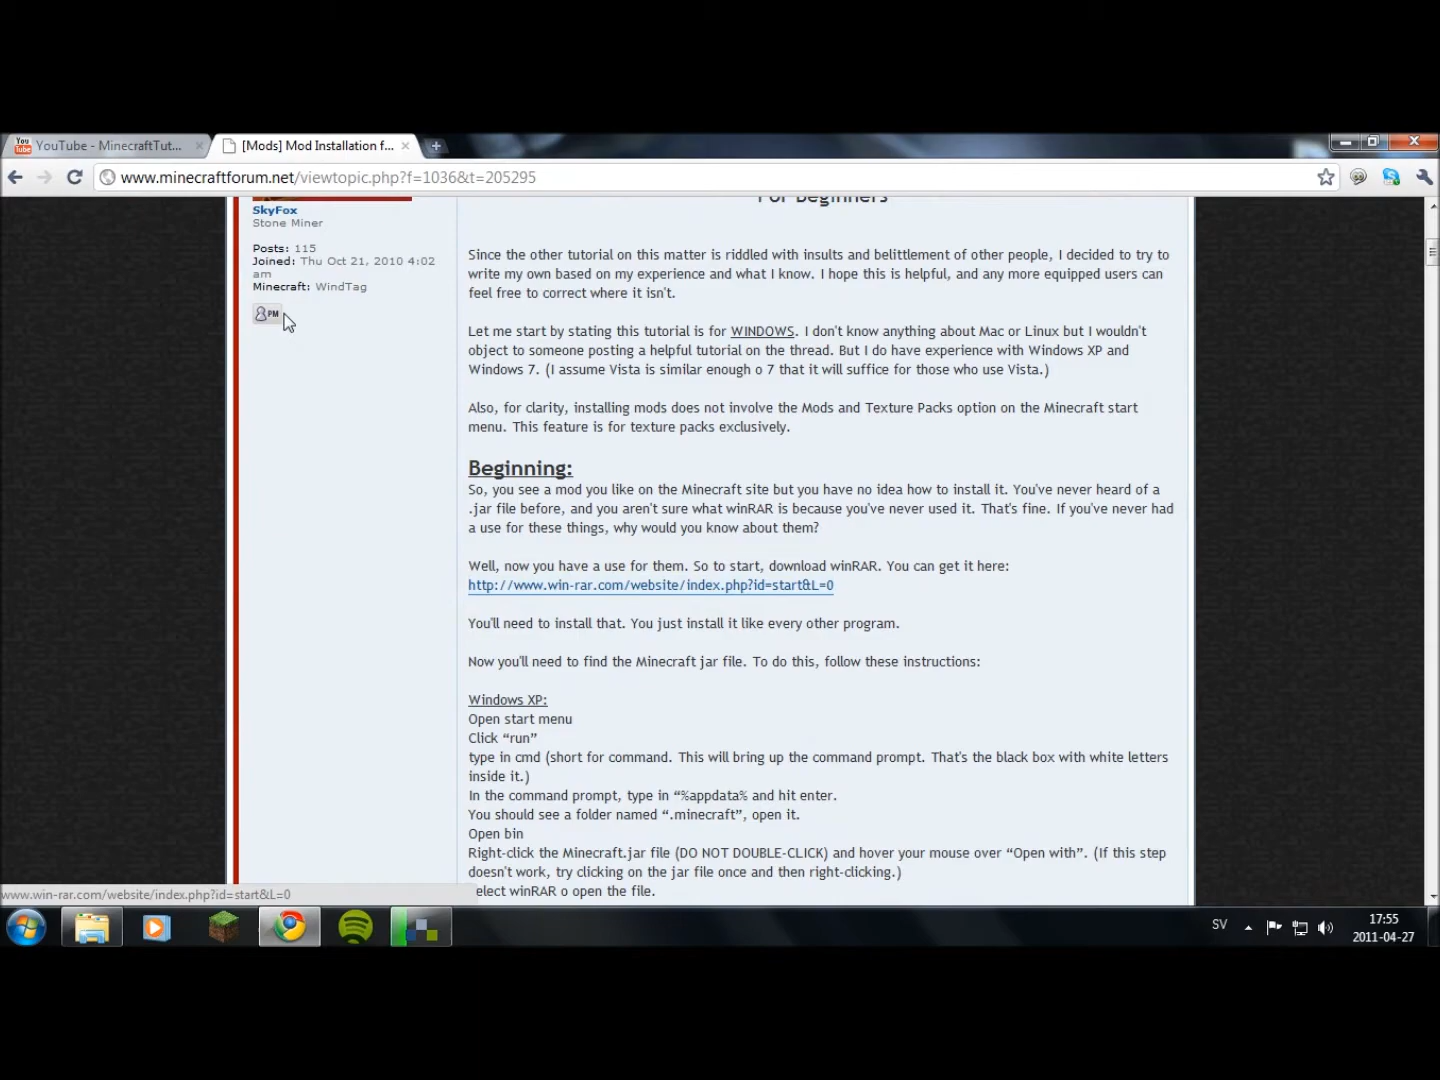 YouTube - MinecraftTut...
[Mods] Mod Installation f...
www.minecraftforum.net/viewtopic.php?f=1036&t=205295
For Beginners
SkyFox
Stone Miner
Posts: 115
Joined: Thu Oct 21, 2010 4:02
am
Minecraft: WindTag
PM
Since the other tutorial on this matter is riddled with insults and belittlement of other people, I decided to try to
write my own based on my experience and what I know. I hope this is helpful, and any more equipped users can
feel free to correct where it isn't.
Let me start by stating this tutorial is for WINDOWS. I don't know anything about Mac or Linux but I wouldn't
object to someone posting a helpful tutorial on the thread. But I do have experience with Windows XP and
Windows 7. (I assume Vista is similar enough o 7 that it will suffice for those who use Vista.)
Also, for clarity, installing mods does not involve the Mods and Texture Packs option on the Minecraft start
menu. This feature is for texture packs exclusively.
Beginning:
So, you see a mod you like on the Minecraft site but you have no idea how to install it. You've never heard of a
.jar file before, and you aren't sure what winRAR is because you've never used it. That's fine. If you've never had
a use for these things, why would you know about them?
Well, now you have a use for them. So to start, download winRAR. You can get it here:
http://www.win-rar.com/website/index.php?id=start&L=0
You'll need to install that. You just install it like every other program.
Now you'll need to find the Minecraft jar file. To do this, follow these instructions:
Windows XP:
Open start menu
Click “run”
type in cmd (short for command. This will bring up the command prompt. That's the black box with white letters
inside it.)
In the command prompt, type in “%appdata% and hit enter.
You should see a folder named “.minecraft”, open it.
Open bin
Right-click the Minecraft.jar file (DO NOT DOUBLE-CLICK) and hover your mouse over “Open with”. (If this step
doesn't work, try clicking on the jar file once and then right-clicking.)
elect winRAR o open the file.
www.win-rar.com/website/index.php?id=start&L=0
SV
17:55
2011-04-27